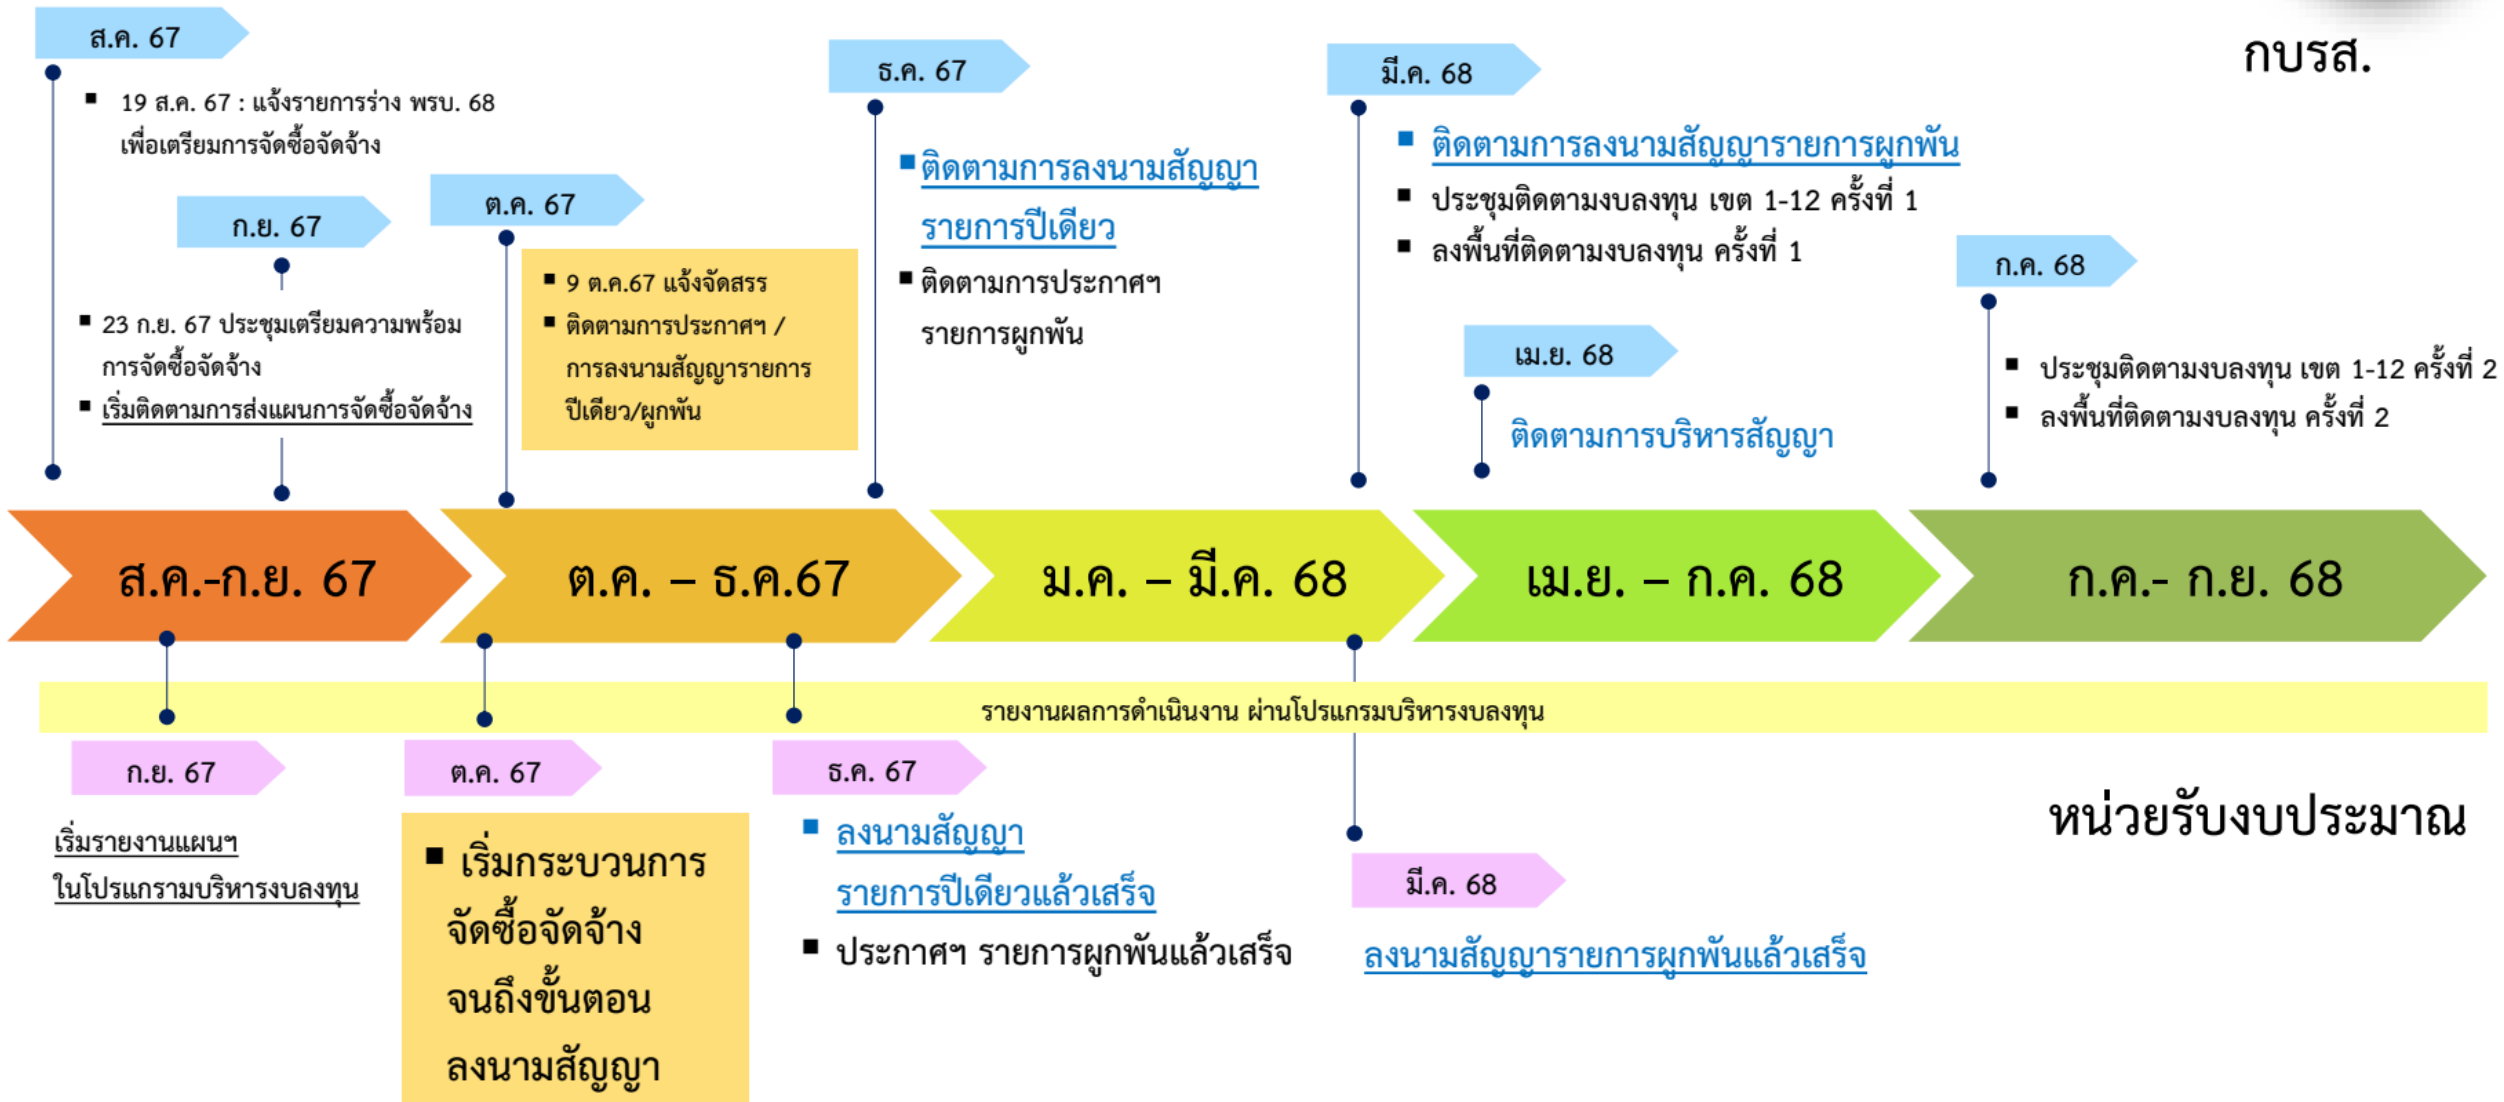 กบรส.
ส.ค. 67
▪ 19 ส.ค. 67 : แจ้งรายการร่าง พรบ. 68
เพื่อเตรียมการจัดซื้อจัดจ้าง
ก.ย. 67
▪ 23 ก.ย. 67 ประชุมเตรียมความพร้อม
การจัดซื้อจัดจ้าง
▪ เริ่มติดตามการส่งแผนการจัดซื้อจัดจ้าง
ต.ค. 67
▪ 9 ต.ค.67 แจ้งจัดสรร
▪ ติดตามการประกาศฯ /
การลงนามสัญญารายการ
ปีเดียว/ผูกพัน
ธ.ค. 67
▪ ติดตามการลงนามสัญญา
รายการปีเดียว
▪ ติดตามการประกาศฯ
รายการผูกพัน
มี.ค. 68
▪ ติดตามการลงนามสัญญารายการผูกพัน
▪ ประชุมติดตามงบลงทุน เขต 1-12 ครั้งที่ 1
▪ ลงพื้นที่ติดตามงบลงทุน ครั้งที่ 1
เม.ย. 68
ติดตามการบริหารสัญญา
ก.ค. 68
▪ ประชุมติดตามงบลงทุน เขต 1-12 ครั้งที่ 2
▪ ลงพื้นที่ติดตามงบลงทุน ครั้งที่ 2
ส.ค.-ก.ย. 67
ต.ค. – ธ.ค.67
ม.ค. – มี.ค. 68
เม.ย. – ก.ค. 68
ก.ค.- ก.ย. 68
รายงานผลการดำเนินงาน ผ่านโปรแกรมบริหารงบลงทุน
หน่วยรับงบประมาณ
ก.ย. 67
เริ่มรายงานแผนฯ
ในโปรแกรามบริหารงบลงทุน
ต.ค. 67
▪ เริ่มกระบวนการ
จัดซื้อจัดจ้าง
จนถึงขั้นตอน
ลงนามสัญญา
ธ.ค. 67
▪ ลงนามสัญญา
รายการปีเดียวแล้วเสร็จ
▪ ประกาศฯ รายการผูกพันแล้วเสร็จ
มี.ค. 68
ลงนามสัญญารายการผูกพันแล้วเสร็จ